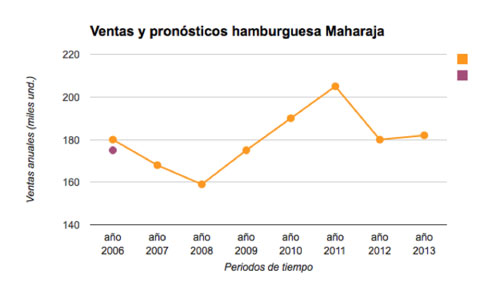 Ventas y pronósticos hamburguesa Maharaja
Ventas anuales (miles und.)
220
200
180
160
140
año año año año año año año año
2006 2007 2008 2009 2010 2011 2012 2013
Periodos de tiempo